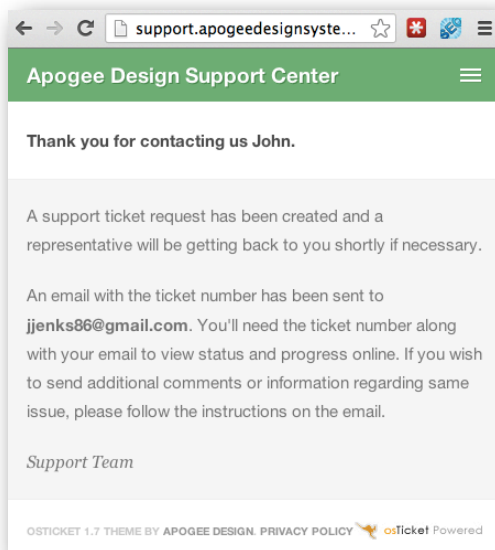 support.apogeedesignsyste...
Apogee Design Support Center
Thank you for contacting us John.
A support ticket request has been created and a
representative will be getting back to you shortly if necessary.
An email with the ticket number has been sent to
jjenks86@gmail.com. You'll need the ticket number along
with your email to view status and progress online. If you wish
to send additional comments or information regarding same
issue, please follow the instructions on the email.
Support Team
OSTICKET 1.7 THEME BY APOGEE DESIGN. PRIVACY POLICY osTicket Powered